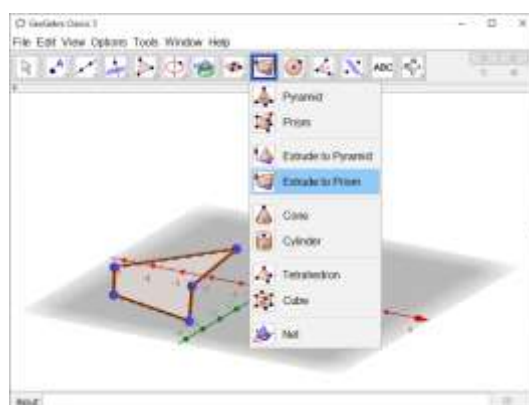 GeoGebra Classic 5
File Edit View Options Tools Window Help
ABC
Pyramid
Prism
Extrude to Pyramid
Extrude to Prism
Cone
Cylinder
Tetrahedron
Cube
Net
Input: